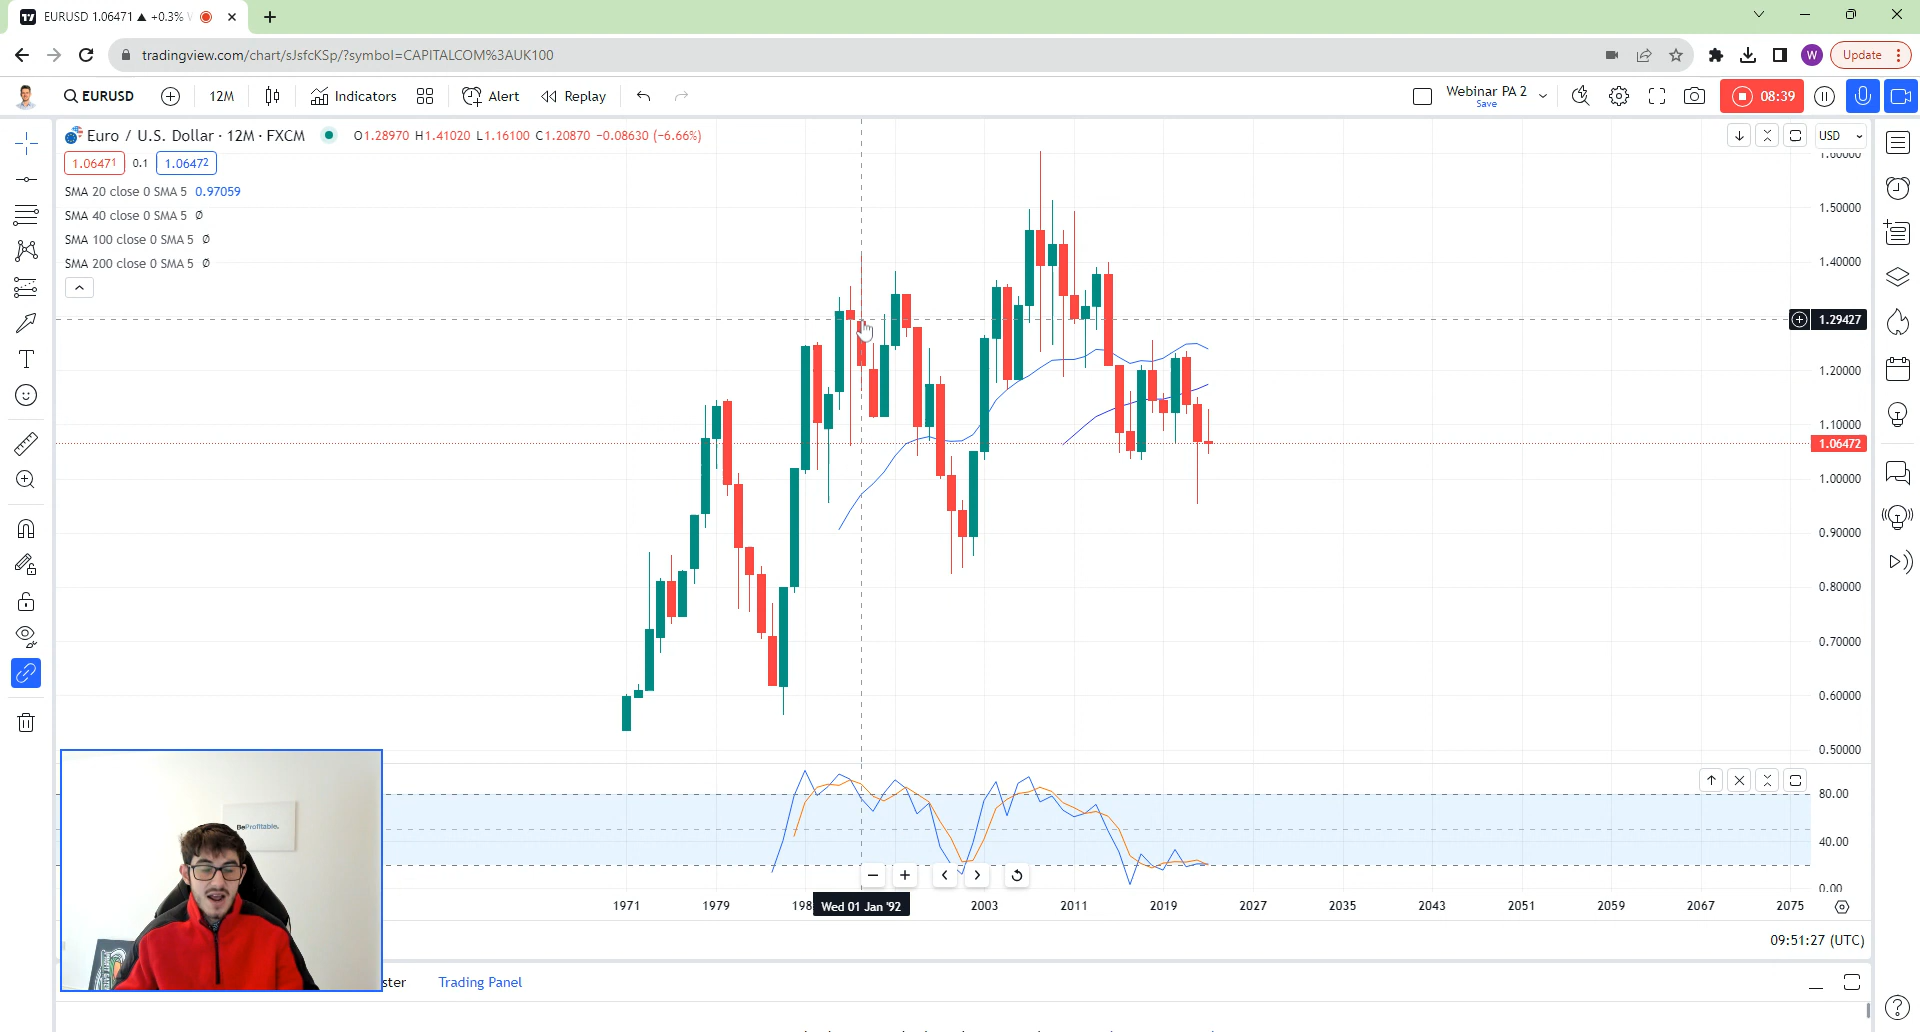 EURUSD 1.06471 ▲ +0.3%
tradingview.com/chart/sJsfcKSp/?symbol=CAPITALCOM%3AUK100
W
Update
EURUSD
12M
Indicators
Alert
Replay
Webinar PA 2
Save
08:39
Euro / U.S. Dollar · 12M · FXCM
O1.28970 H1.41020 L1.16100 C1.20870 −0.08630 (−6.66%)
USD
1.06471
0.1
1.06472
SMA 20 close 0 SMA 5 0.97059
SMA 40 close 0 SMA 5 ∅
SMA 100 close 0 SMA 5 ∅
SMA 200 close 0 SMA 5 ∅
1.60000
1.50000
1.40000
1.29427
1.20000
1.10000
1.06472
1.00000
0.90000
0.80000
0.70000
0.60000
0.50000
80.00
40.00
0.00
BeProfitable.
1971
1979
198
Wed 01 Jan '92
2003
2011
2019
2027
2035
2043
2051
2059
2067
2075
09:51:27 (UTC)
ster
Trading Panel